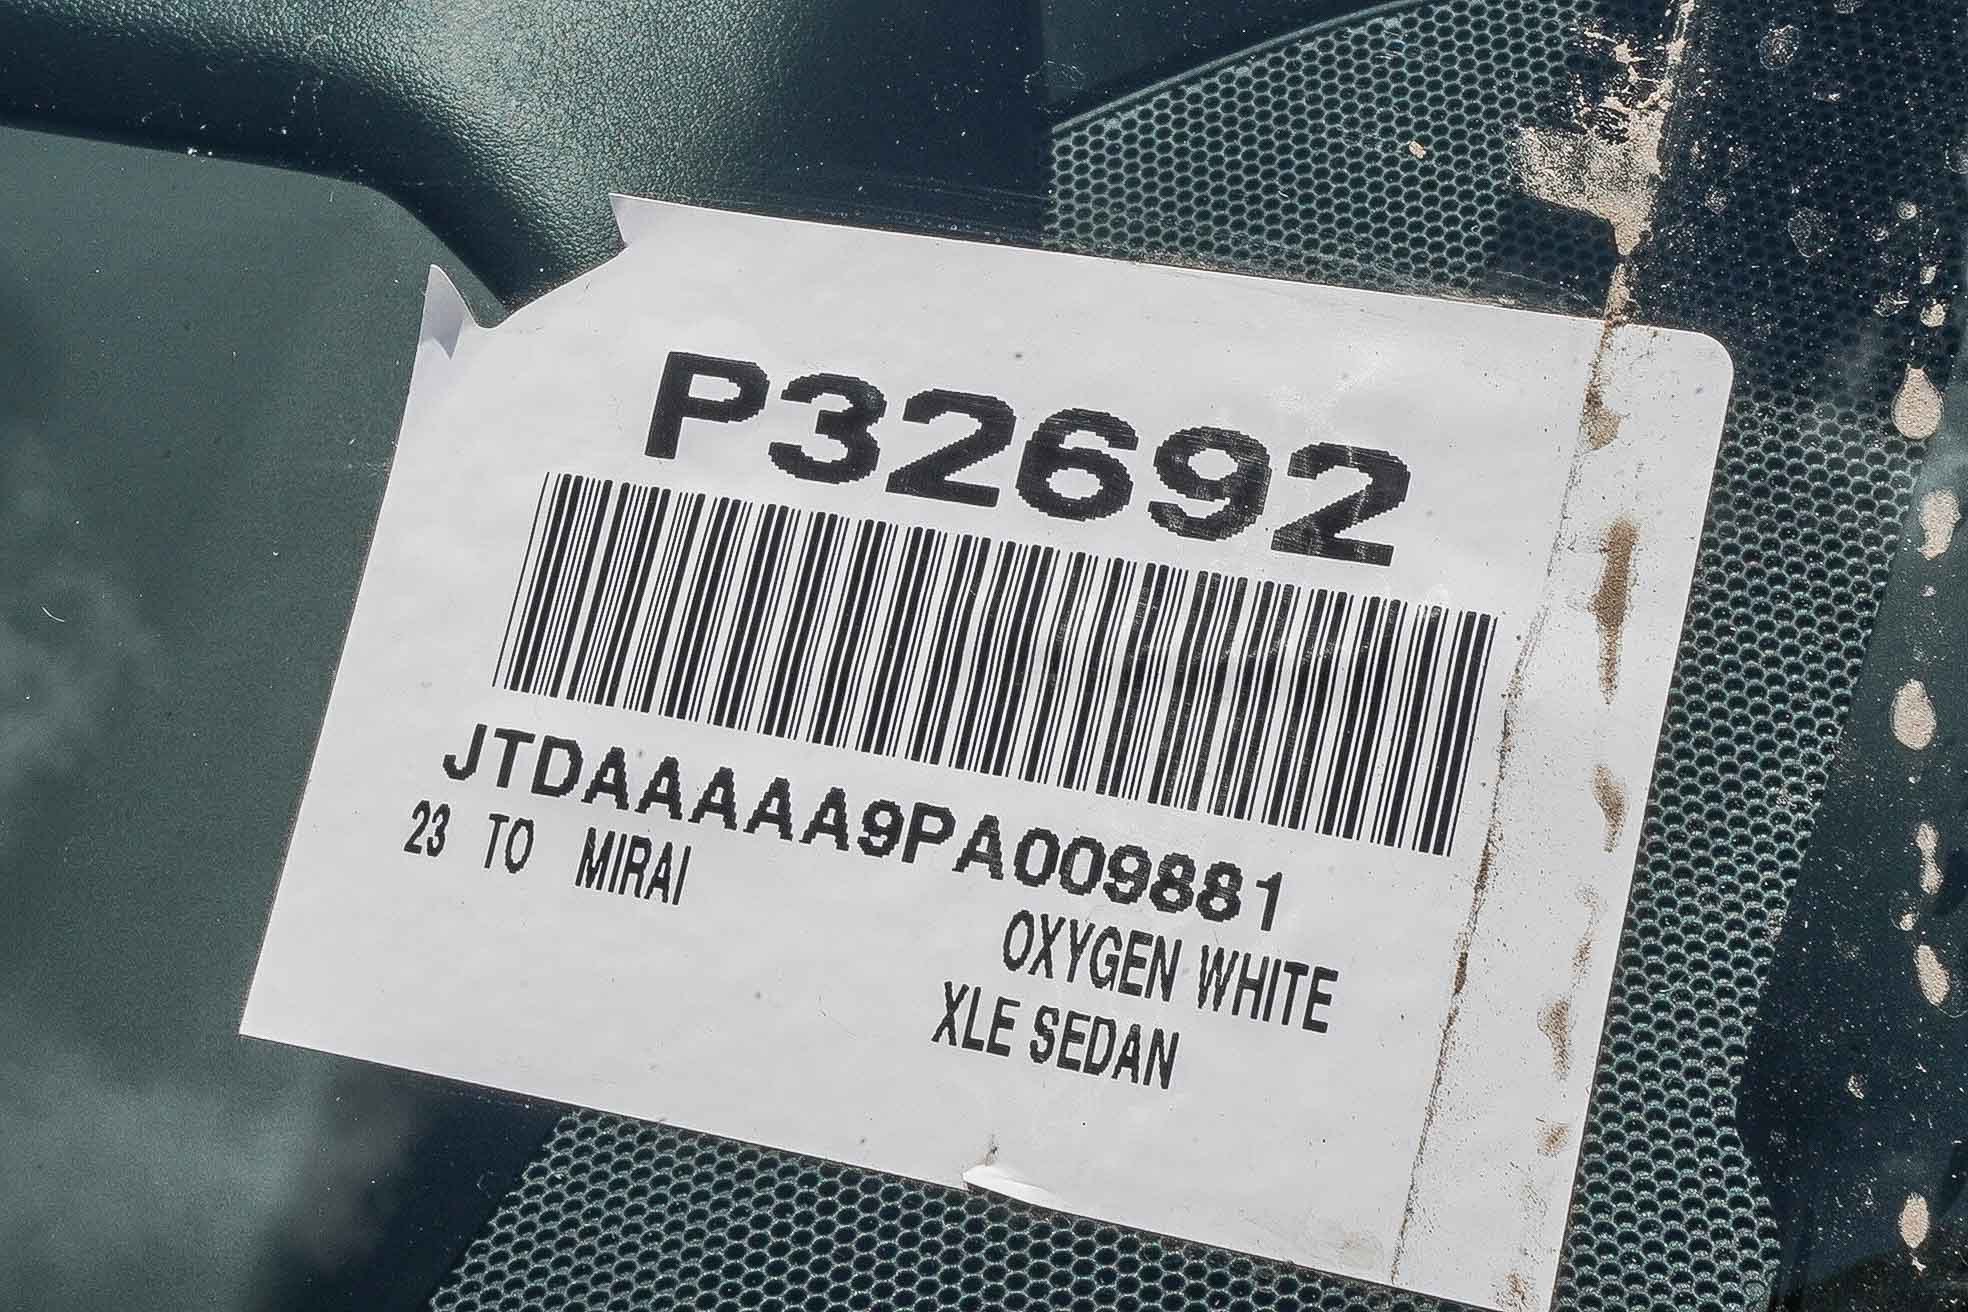 P32692
JTDAAAAA9PA009881
23 TO MIRAI
OXYGEN WHITE
XLE SEDAN